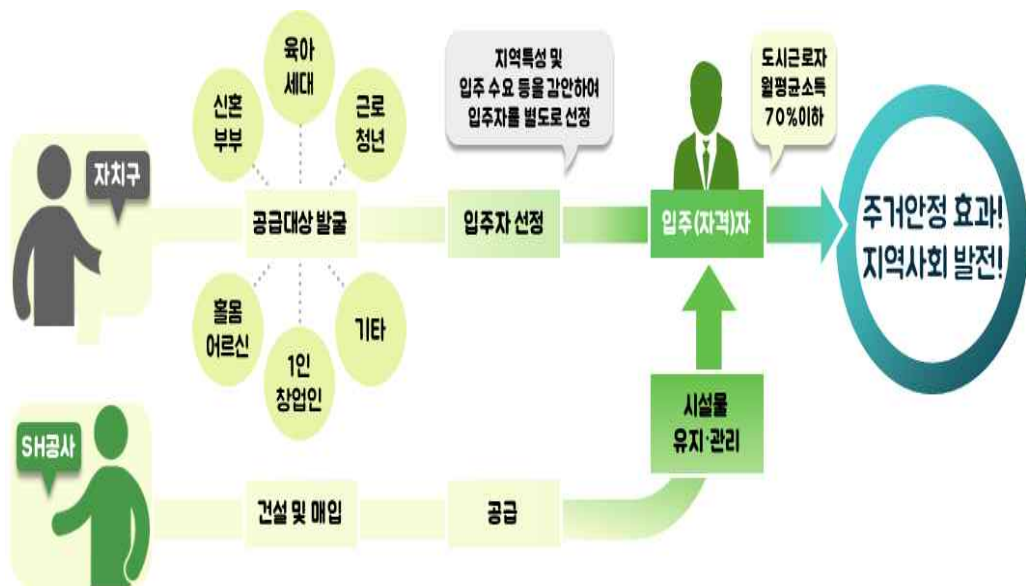 육아
세대
신혼
부부
근로
청년
지역특성 및
입주 수요 등을 감안하여
입주자를 별도로 선정
도시근로자
월평균소득
70%이하
자치구
공급대상 발굴
입주자 선정
입주(자격)자
주거안정 효과!
지역사회 발전!
홀몸
어르신
1인
창업인
기타
시설물
유지·관리
SH공사
건설 및 매입
공급